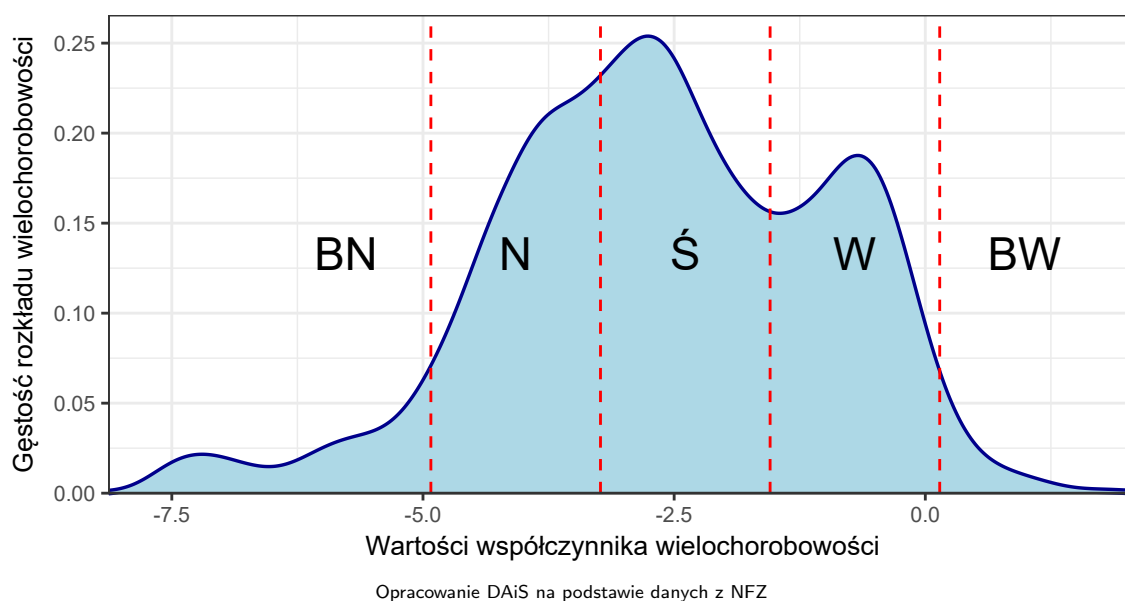 Gęstość rozkładu wielochorobowości
0.25
0.20
0.15
0.10
0.05
0.00
BN N Ś W BW
-7.5 -5.0 -2.5 0.0
Wartości współczynnika wielochorobowości
Opracowanie DAiS na podstawie danych z NFZ